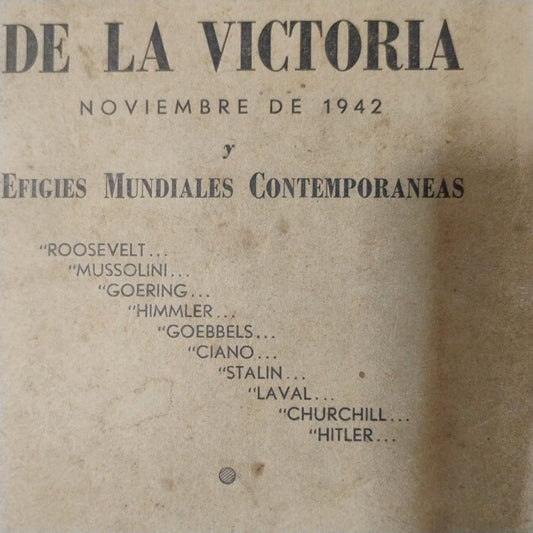 DE LA VICTORIA
NOVIEMBRE DE 1942
y
EFIGIES MUNDIALES CONTEMPORANEAS
"ROOSEVELT...
"MUSSOLINI...
"GOERING...
"HIMMLER...
"GOEBBELS...
"CIANO...
"STALIN...
"LAVAL...
"CHURCHILL...
"HITLER...